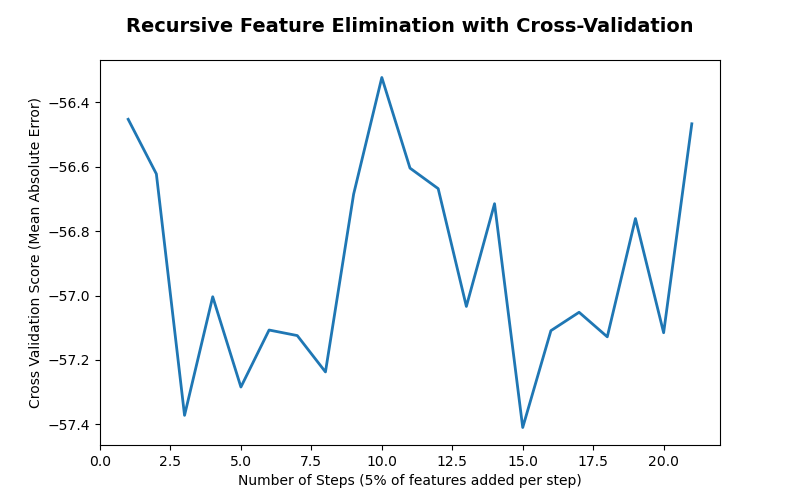 Recursive Feature Elimination with Cross-Validation
Cross Validation Score (Mean Absolute Error)
−56.4
−56.6
−56.8
−57.0
−57.2
−57.4
0.0 2.5 5.0 7.5 10.0 12.5 15.0 17.5 20.0
Number of Steps (5% of features added per step)